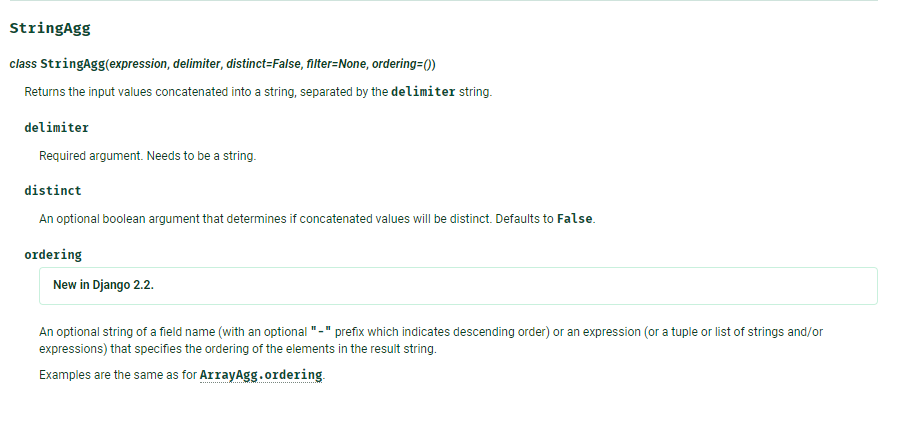 StringAgg
class StringAgg(expression, delimiter, distinct=False, filter=None, ordering=())
Returns the input values concatenated into a string, separated by the delimiter string.
delimiter
Required argument. Needs to be a string.
distinct
An optional boolean argument that determines if concatenated values will be distinct. Defaults to False.
ordering
New in Django 2.2.
An optional string of a field name (with an optional "-" prefix which indicates descending order) or an expression (or a tuple or list of strings and/or
expressions) that specifies the ordering of the elements in the result string.
Examples are the same as for ArrayAgg.ordering.